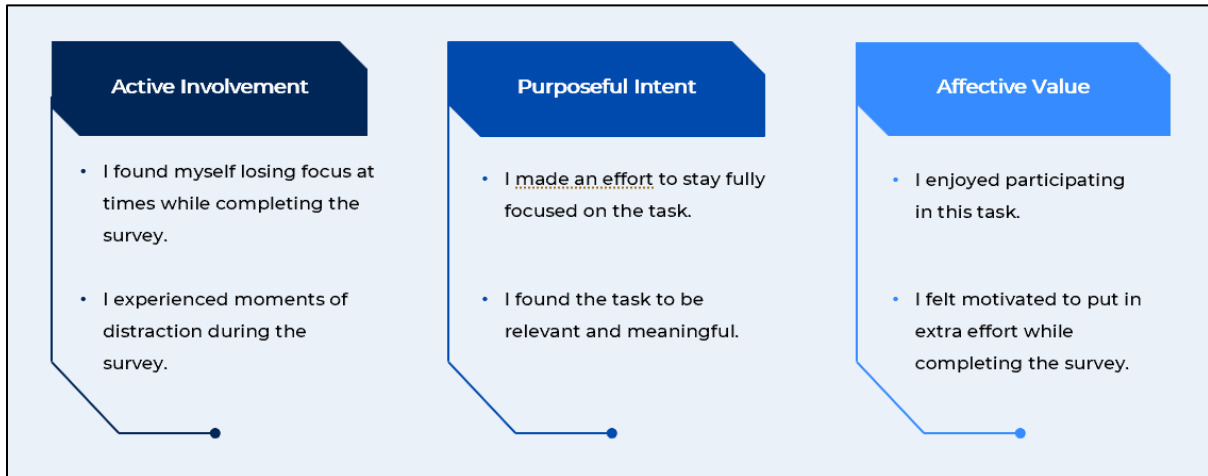 Active Involvement
• I found myself losing focus at
times while completing the
survey.
• I experienced moments of
distraction during the
survey.
Purposeful Intent
• I made an effort to stay fully
focused on the task.
• I found the task to be
relevant and meaningful.
Affective Value
• I enjoyed participating
in this task.
• I felt motivated to put in
extra effort while
completing the survey.